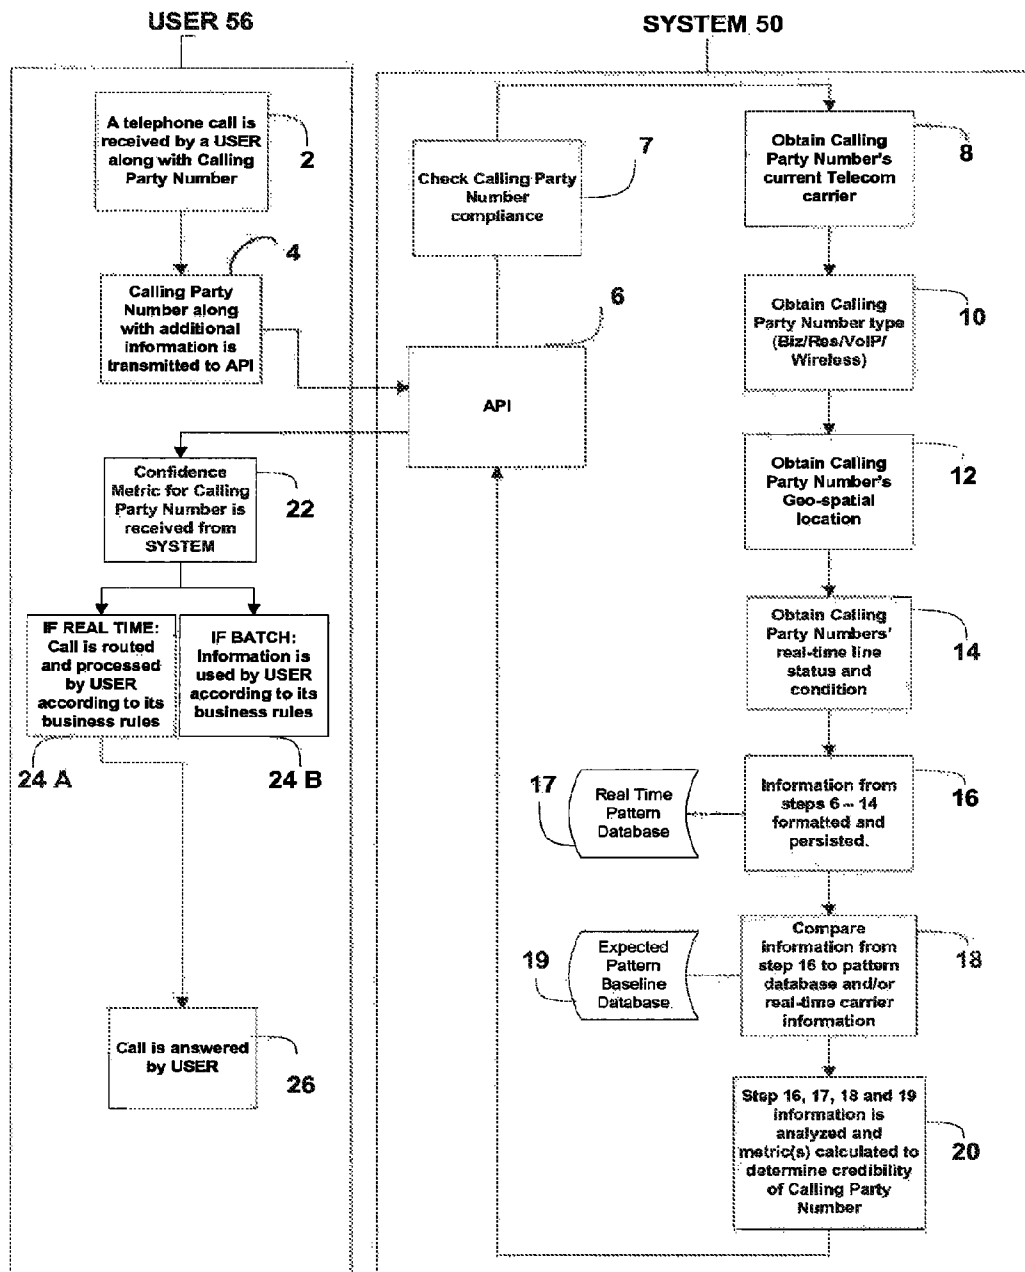 USER 56
A telephone call is
received by a USER
along with Calling
Party Number
2
4
Calling Party
Number along
with additional
information is
transmitted to API
Confidence
Metric for Calling
Party Number is
received from
SYSTEM
22
IF REAL TIME:
Call is routed
and processed
by USER
according to its
business rules
24 A
IF BATCH:
Information is
used by USER
according to its
business rules
24 B
Call is answered
by USER
26
SYSTEM 50
7
Check Calling Party
Number
compliance
6
API
Obtain Calling
Party Number's
current Telecom
carrier
8
Obtain Calling
Party Number type
(Biz/Res/VoIP/
Wireless)
10
Obtain Calling
Party Number's
Geo-spatial
location
12
Obtain Calling
Party Numbers'
real-time line
status and
condition
14
17
Real Time
Pattern
Database
Information from
steps 6 – 14
formatted and
persisted.
16
19
Expected
Pattern
Baseline
Database.
Compare
information from
step 16 to pattern
database and/or
real-time carrier
information
18
Step 16, 17, 18 and 19
information is
analyzed and
metric(s) calculated to
determine credibility
of Calling Party
Number
20